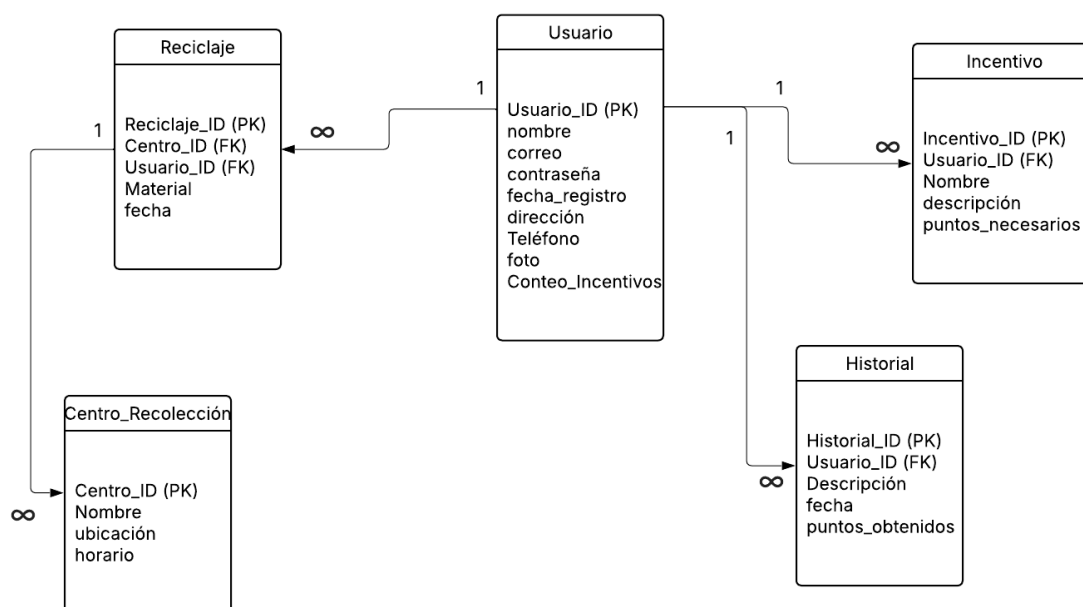 Reciclaje
Reciclaje_ID (PK)
Centro_ID (FK)
Usuario_ID (FK)
Material
fecha
1
∞
1
Usuario
Usuario_ID (PK)
nombre
correo
contraseña
fecha_registro
dirección
Teléfono
foto
Conteo_Incentivos
1
1
∞
Incentivo
Incentivo_ID (PK)
Usuario_ID (FK)
Nombre
descripción
puntos_necesarios
Centro_Recolección
Centro_ID (PK)
Nombre
ubicación
horario
∞
Historial
Historial_ID (PK)
Usuario_ID (FK)
Descripción
fecha
puntos_obtenidos
∞